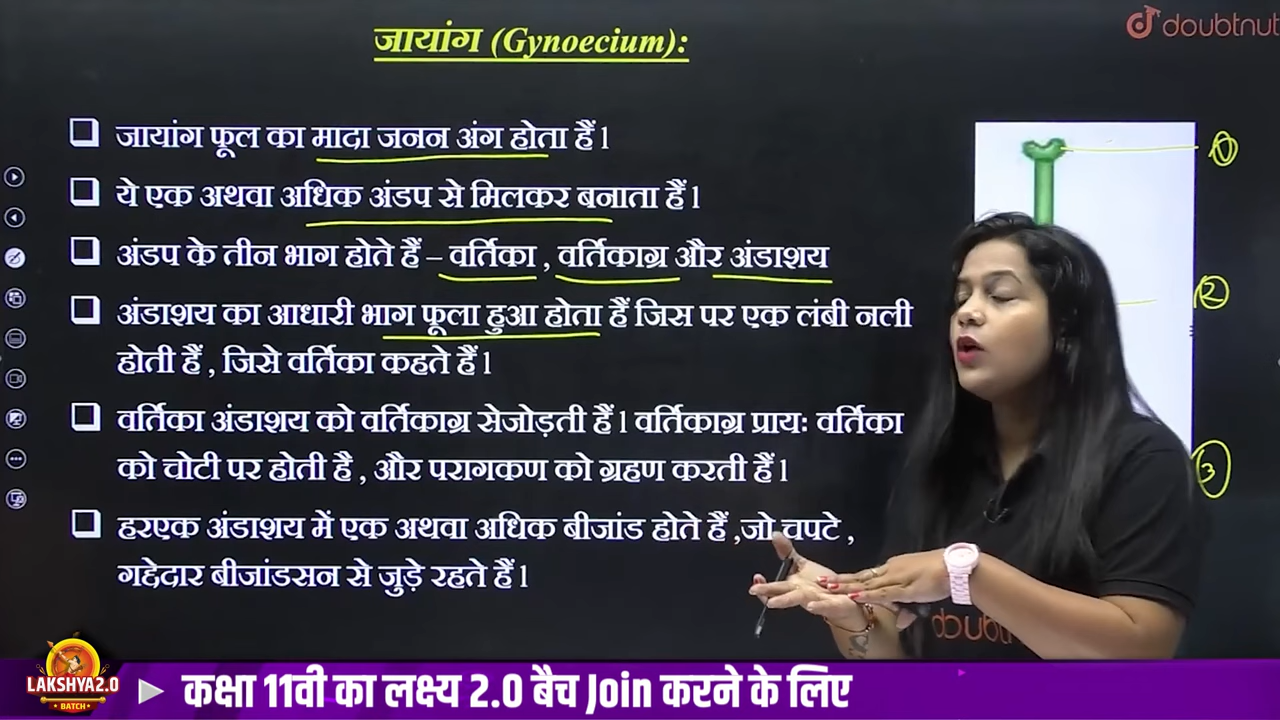 जायांग (Gynoecium):
doubtnut
जायांग फूल का मादा जनन अंग होता हैं l
ये एक अथवा अधिक अंडप से मिलकर बनाता हैं l
अंडप के तीन भाग होते हैं – वर्तिका , वर्तिकाग्र और अंडाशय
अंडाशय का आधारी भाग फूला हुआ होता हैं जिस पर एक लंबी नली
होती हैं , जिसे वर्तिका कहते हैं l
वर्तिका अंडाशय को वर्तिकाग्र सेजोड़ती हैं l वर्तिकाग्र प्रायः वर्तिका
को चोटी पर होती है , और परागकण को ग्रहण करती हैं l
हरएक अंडाशय में एक अथवा अधिक बीजांड होते हैं ,जो चपटे ,
गद्देदार बीजांडसन से जुड़े रहते हैं l
1
2
3
doubt
LAKSHYA2.0
BATCH
कक्षा 11वी का लक्ष्य 2.0 बैच Join करने के लिए